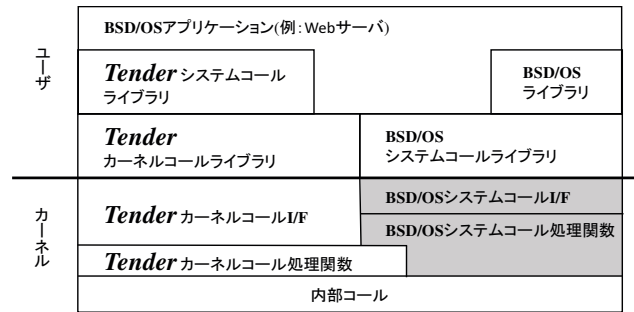 BSD/OSアプリケーション(例:Webサーバ)
ユーザ
Tender システムコール
ライブラリ
BSD/OS
ライブラリ
Tender
カーネルコールライブラリ
BSD/OS
システムコールライブラリ
カーネル
Tender カーネルコールI/F
BSD/OSシステムコールI/F
BSD/OSシステムコール処理関数
Tender カーネルコール処理関数
内部コール